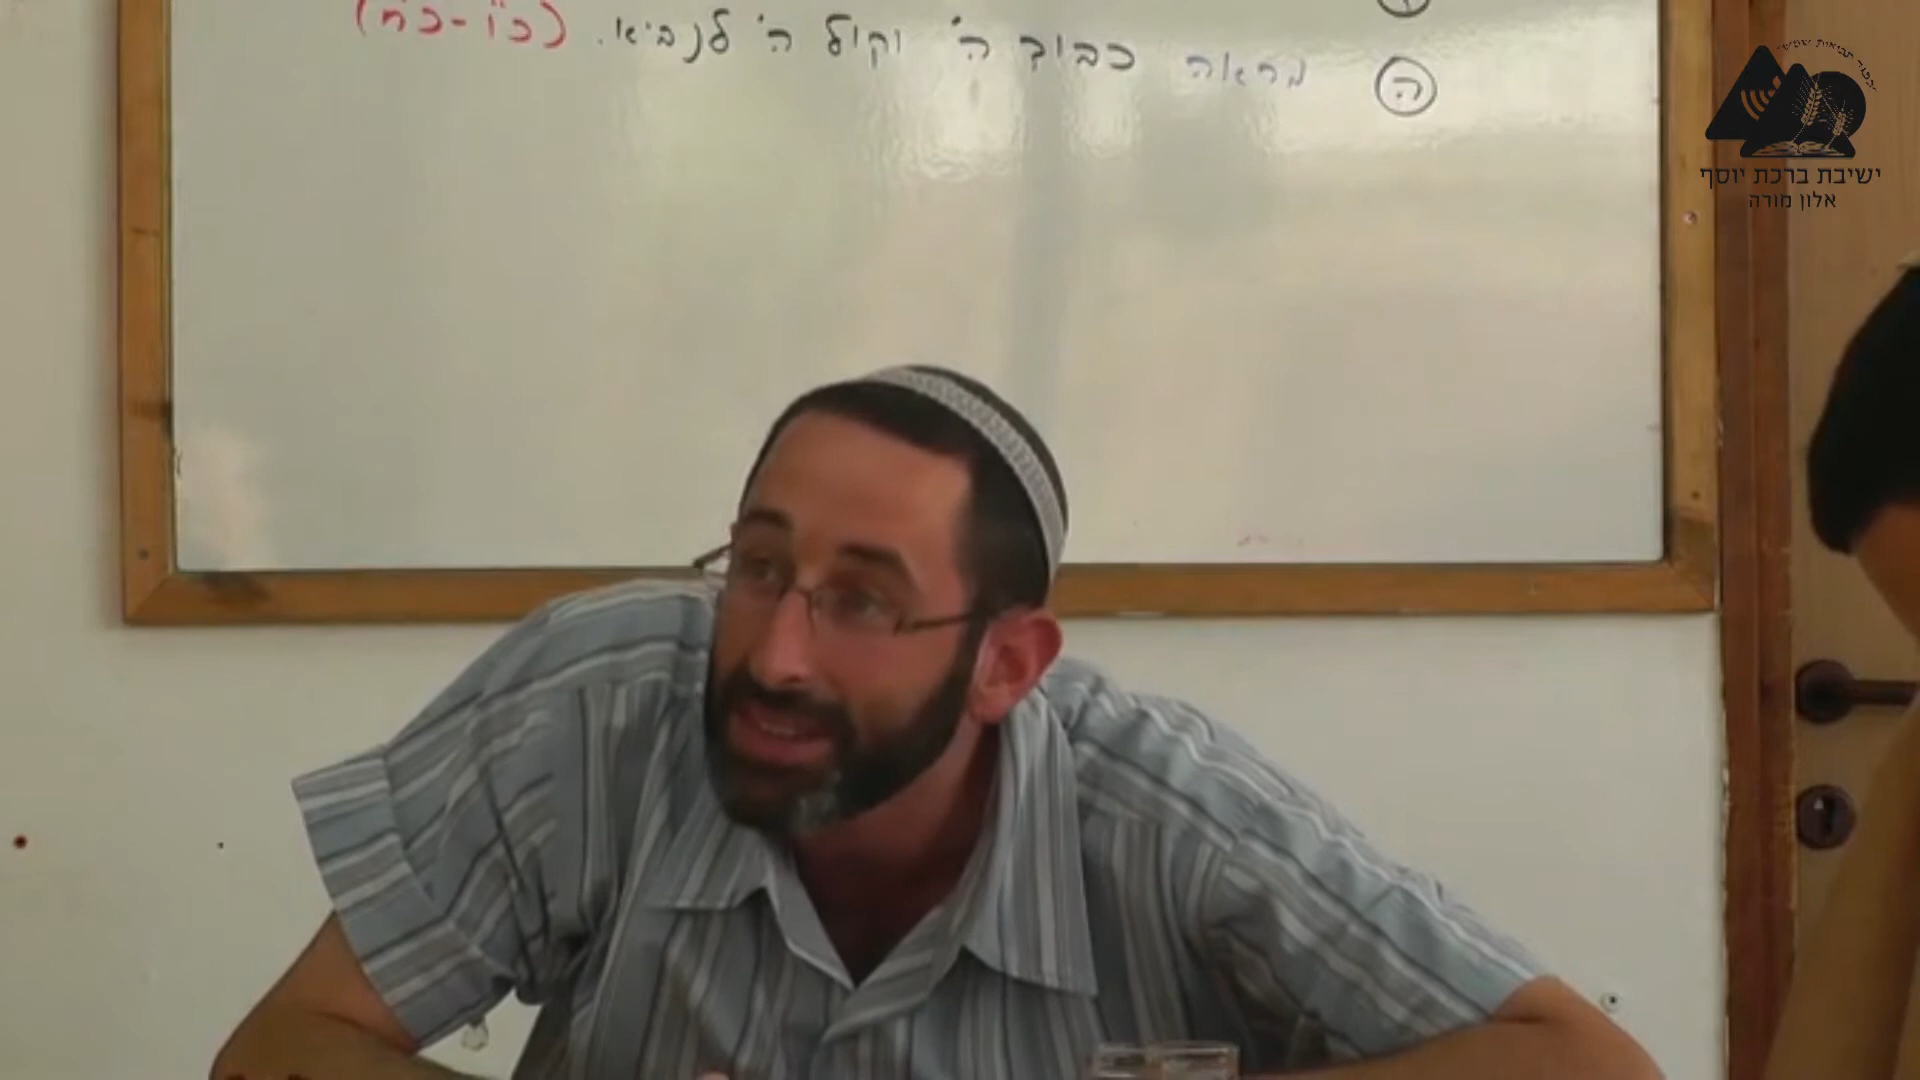 ה מראה כבוד ה' וקול ה' לנביא. (כו-כח)
ישיבת ברכת יוסף
אלון מורה